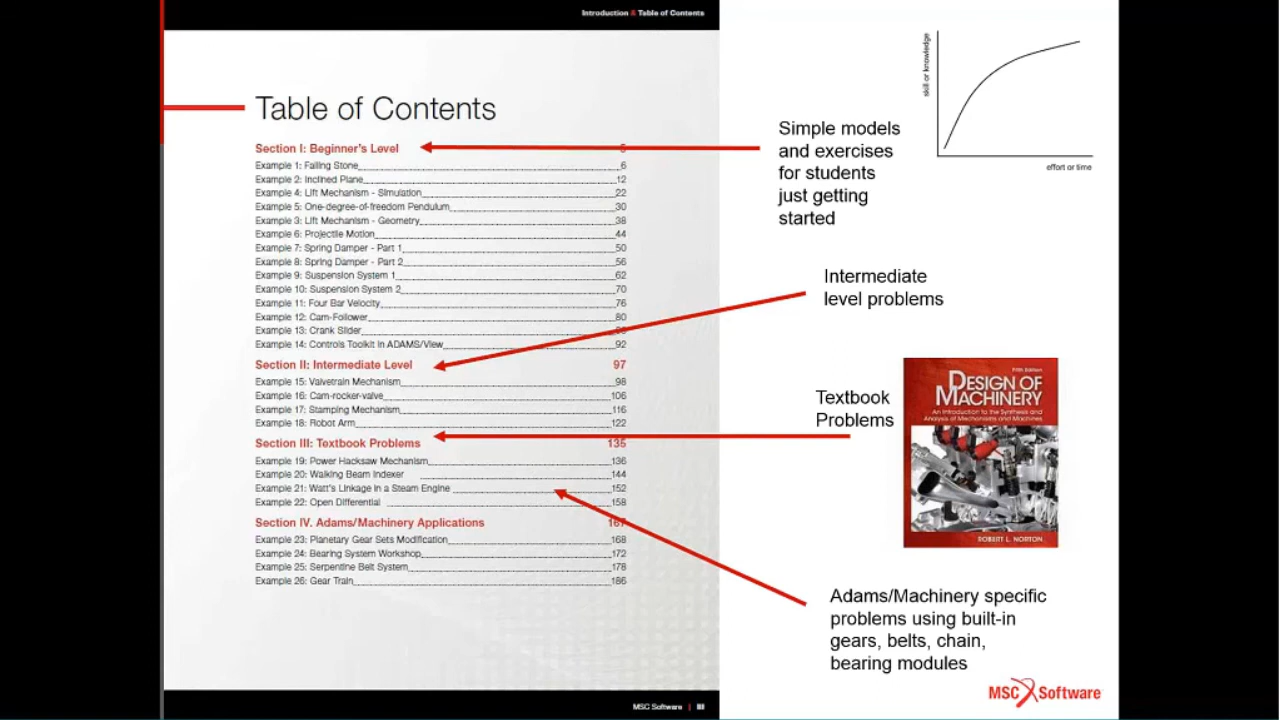 Introduction & Table of Contents
Table of Contents
Section I: Beginner's Level 5
Example 1: Falling Stone 6
Example 2: Inclined Plane 12
Example 4: Lift Mechanism - Simulation 22
Example 5: One-degree-of-freedom Pendulum 30
Example 3: Lift Mechanism - Geometry 38
Example 6: Projectile Motion 44
Example 7: Spring Damper - Part 1 50
Example 8: Spring Damper - Part 2 56
Example 9: Suspension System 1 62
Example 10: Suspension System 2 70
Example 11: Four Bar Velocity 76
Example 12: Cam-Follower 80
Example 13: Crank Slider
Example 14: Controls Toolkit in ADAMS/View 92
Section II: Intermediate Level 97
Example 15: Valvetrain Mechanism 98
Example 16: Cam-rocker-valve 106
Example 17: Stamping Mechanism 116
Example 18: Robot Arm 122
Section III: Textbook Problems 135
Example 19: Power Hacksaw Mechanism 136
Example 20: Walking Beam Indexer 144
Example 21: Watt's Linkage in a Steam Engine 152
Example 22: Open Differential 158
Section IV. Adams/Machinery Applications 167
Example 23: Planetary Gear Sets Modification 168
Example 24: Bearing System Workshop 172
Example 25: Serpentine Belt System 178
Example 26: Gear Train 186
MSC Software |
skill or knowledge
effort or time
Simple models
and exercises
for students
just getting
started
Intermediate
level problems
Textbook
Problems
Fifth Edition
DESIGN OF
MACHINERY
An Introduction to the Synthesis and
Analysis of Mechanisms and Machines
ROBERT L. NORTON
Adams/Machinery specific
problems using built-in
gears, belts, chain,
bearing modules
MSC Software